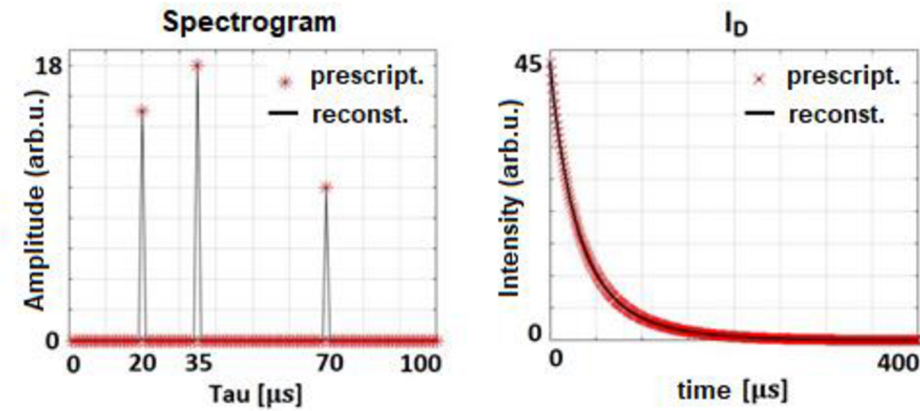 Spectrogram
18
prescript.
reconst.
Amplitude (arb.u.)
0
0 20 35 70 100
Tau [μs]
I_D
45
prescript.
reconst.
Intensity (arb.u.)
0
0 400
time [μs]